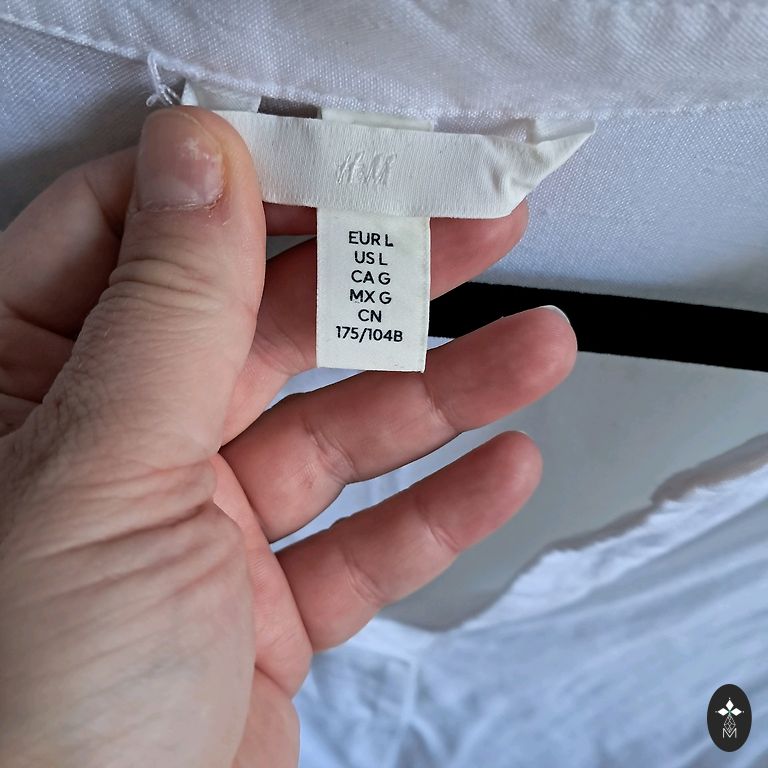 H&M
EUR L
US L
CA G
MX G
CN
175/104B
M